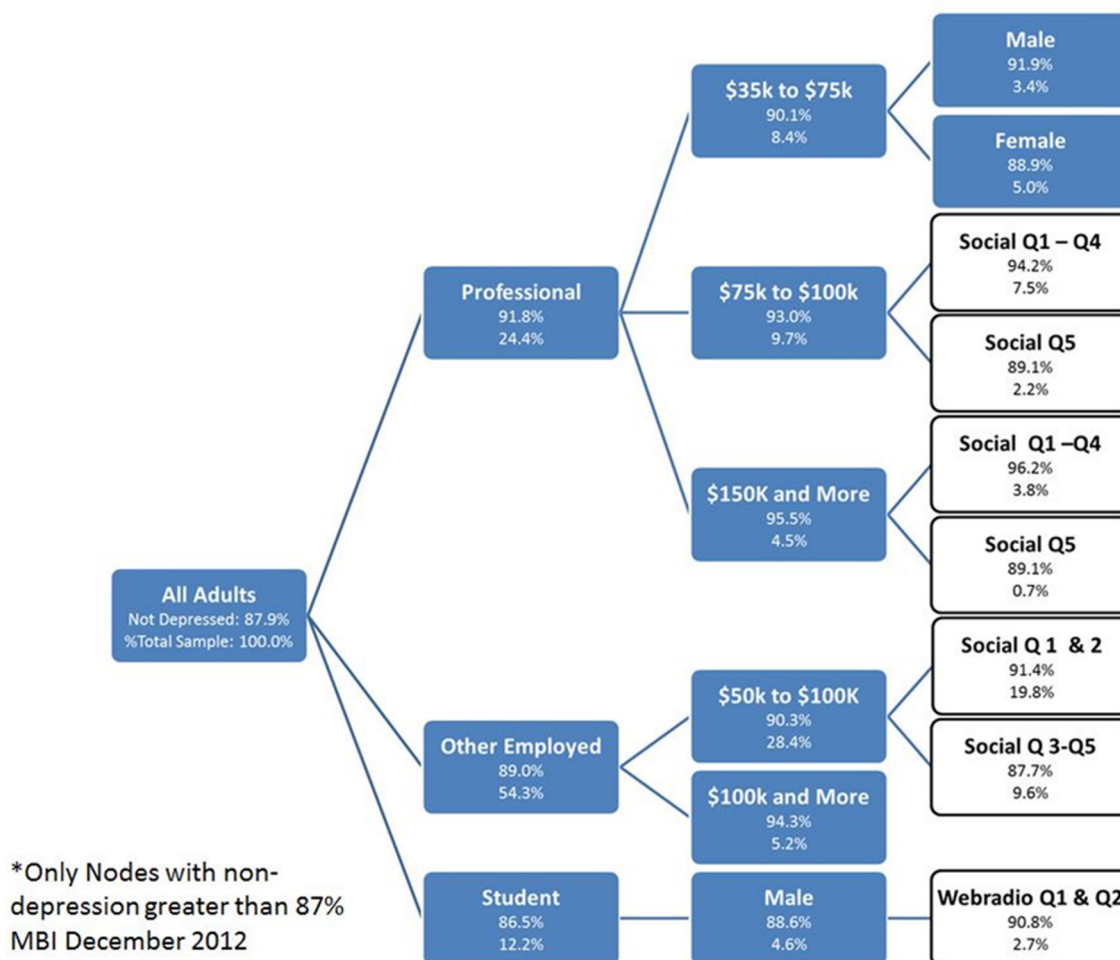 All Adults
Not Depressed: 87.9%
%Total Sample: 100.0%
Professional
91.8%
24.4%
$35k to $75k
90.1%
8.4%
Male
91.9%
3.4%
Female
88.9%
5.0%
$75k to $100k
93.0%
9.7%
Social Q1 – Q4
94.2%
7.5%
Social Q5
89.1%
2.2%
$150K and More
95.5%
4.5%
Social Q1 –Q4
96.2%
3.8%
Social Q5
89.1%
0.7%
Other Employed
89.0%
54.3%
$50k to $100K
90.3%
28.4%
Social Q 1 & 2
91.4%
19.8%
Social Q 3-Q5
87.7%
9.6%
$100k and More
94.3%
5.2%
Student
86.5%
12.2%
Male
88.6%
4.6%
Webradio Q1 & Q2
90.8%
2.7%
*Only Nodes with non-
depression greater than 87%
MBI December 2012